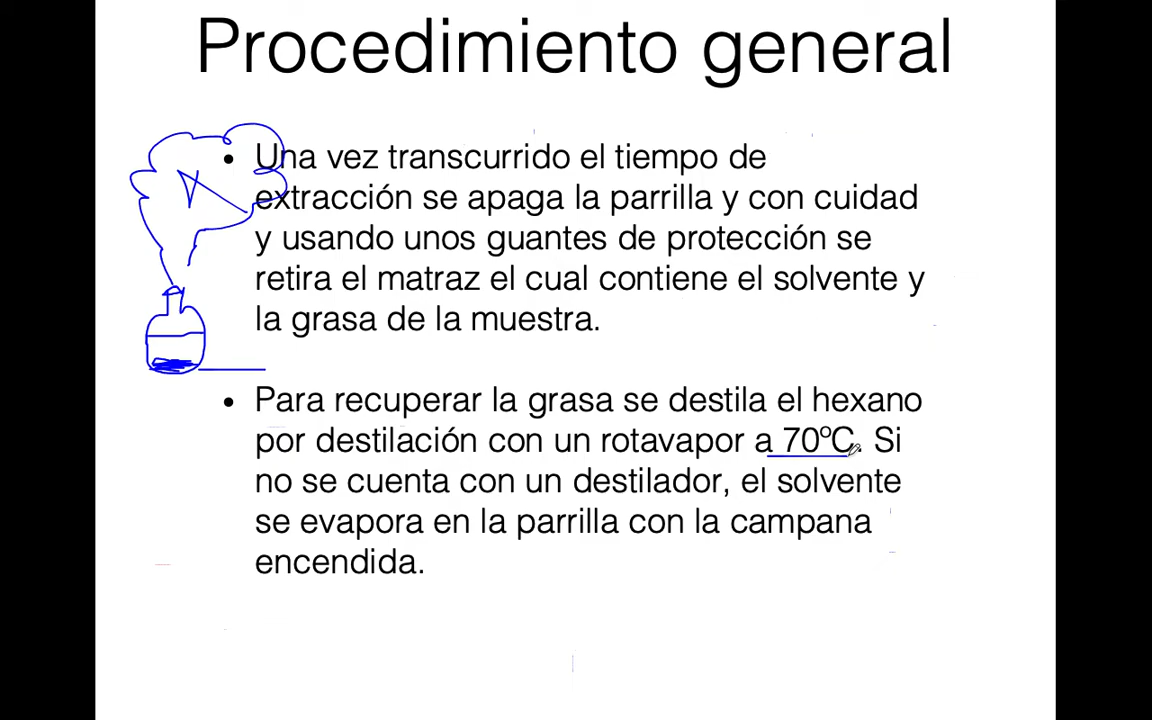 Procedimiento general
• Una vez transcurrido el tiempo de
extracción se apaga la parrilla y con cuidad
y usando unos guantes de protección se
retira el matraz el cual contiene el solvente y
la grasa de la muestra.
• Para recuperar la grasa se destila el hexano
por destilación con un rotavapor a 70ºC. Si
no se cuenta con un destilador, el solvente
se evapora en la parrilla con la campana
encendida.